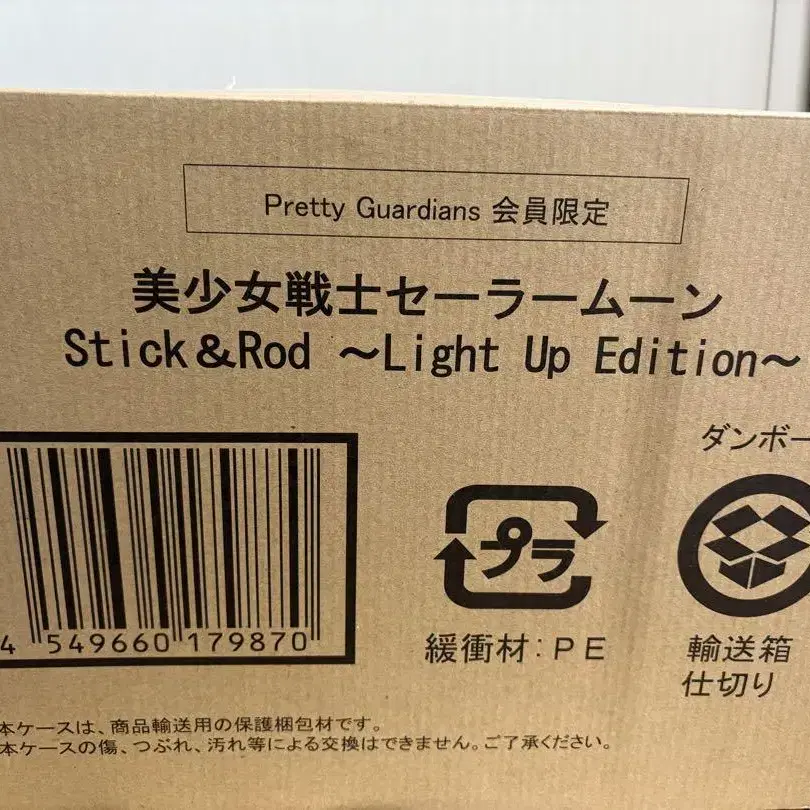 Pretty Guardians 会員限定
美少女戦士セーラームーン
Stick＆Rod ～Light Up Edition～
ダンボー
プラ
4 549660 179870
緩衝材：ＰＥ
輸送箱
仕切り
本ケースは、商品輸送用の保護梱包材です。
本ケースの傷、つぶれ、汚れ等による交換はできません。ご了承ください。